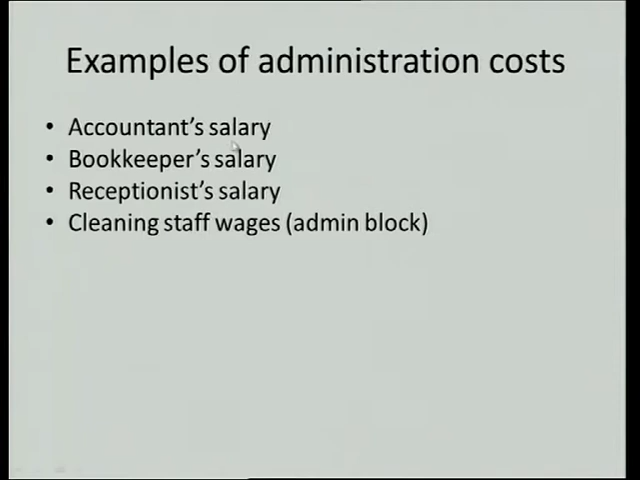 Examples of administration costs
• Accountant's salary
• Bookkeeper's salary
• Receptionist's salary
• Cleaning staff wages (admin block)